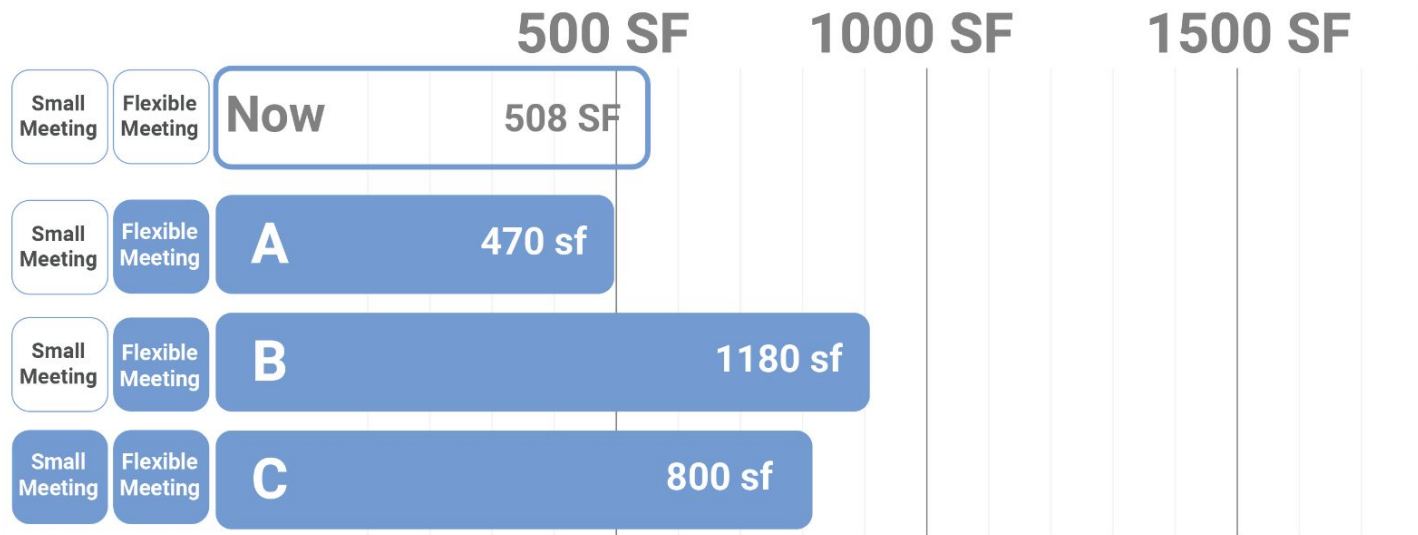 500 SF 1000 SF 1500 SF
Small
Meeting
Flexible
Meeting
Now 508 SF
Small
Meeting
Flexible
Meeting
A 470 sf
Small
Meeting
Flexible
Meeting
B 1180 sf
Small
Meeting
Flexible
Meeting
C 800 sf